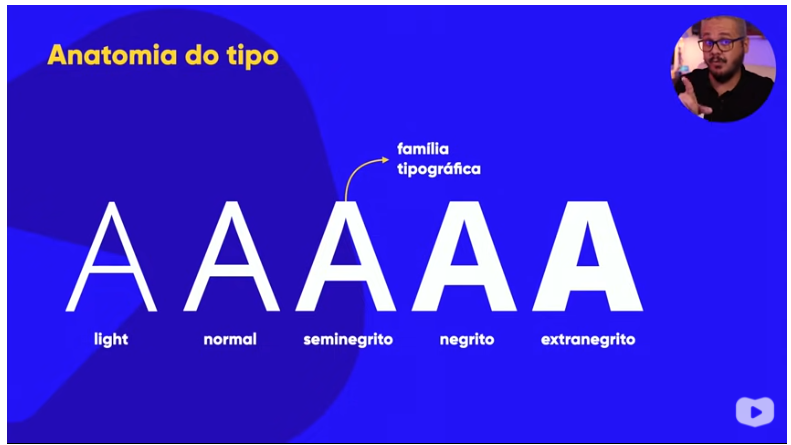 Anatomia do tipo
família
tipográfica
A A A A A
light normal seminegrito negrito extranegrito